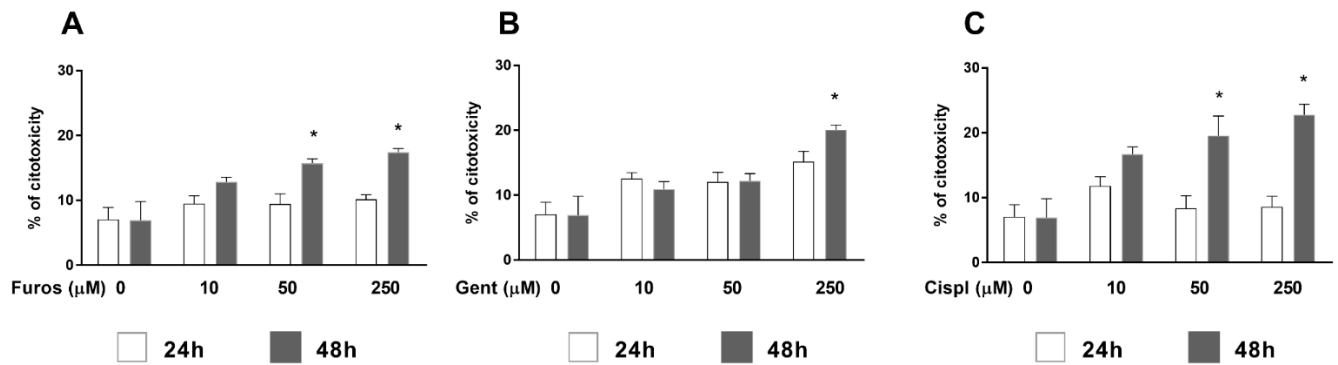 A
B
C
% of citotoxicity
30
20
10
0
*
*
Furos (μM) 0 10 50 250
24h 48h
% of citotoxicity
30
20
10
0
*
Gent (μM) 0 10 50 250
24h 48h
% of citotoxicity
30
20
10
0
*
*
Cispl (μM) 0 10 50 250
24h 48h